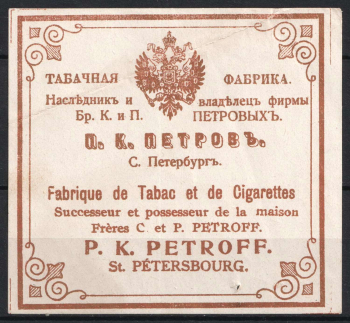 ТАБАЧНАЯ ФАБРИКА.
Наслѣдникъ и владѣлецъ фирмы
Бр. К. и П. ПЕТРОВЫХЪ.
П. К. ПЕТРОВЪ.
С. Петербургъ.
Fabrique de Tabac et de Cigarettes
Successeur et possesseur de la maison
Frères C. et P. PETROFF.
P. K. PETROFF.
St. PÉTERSBOURG.